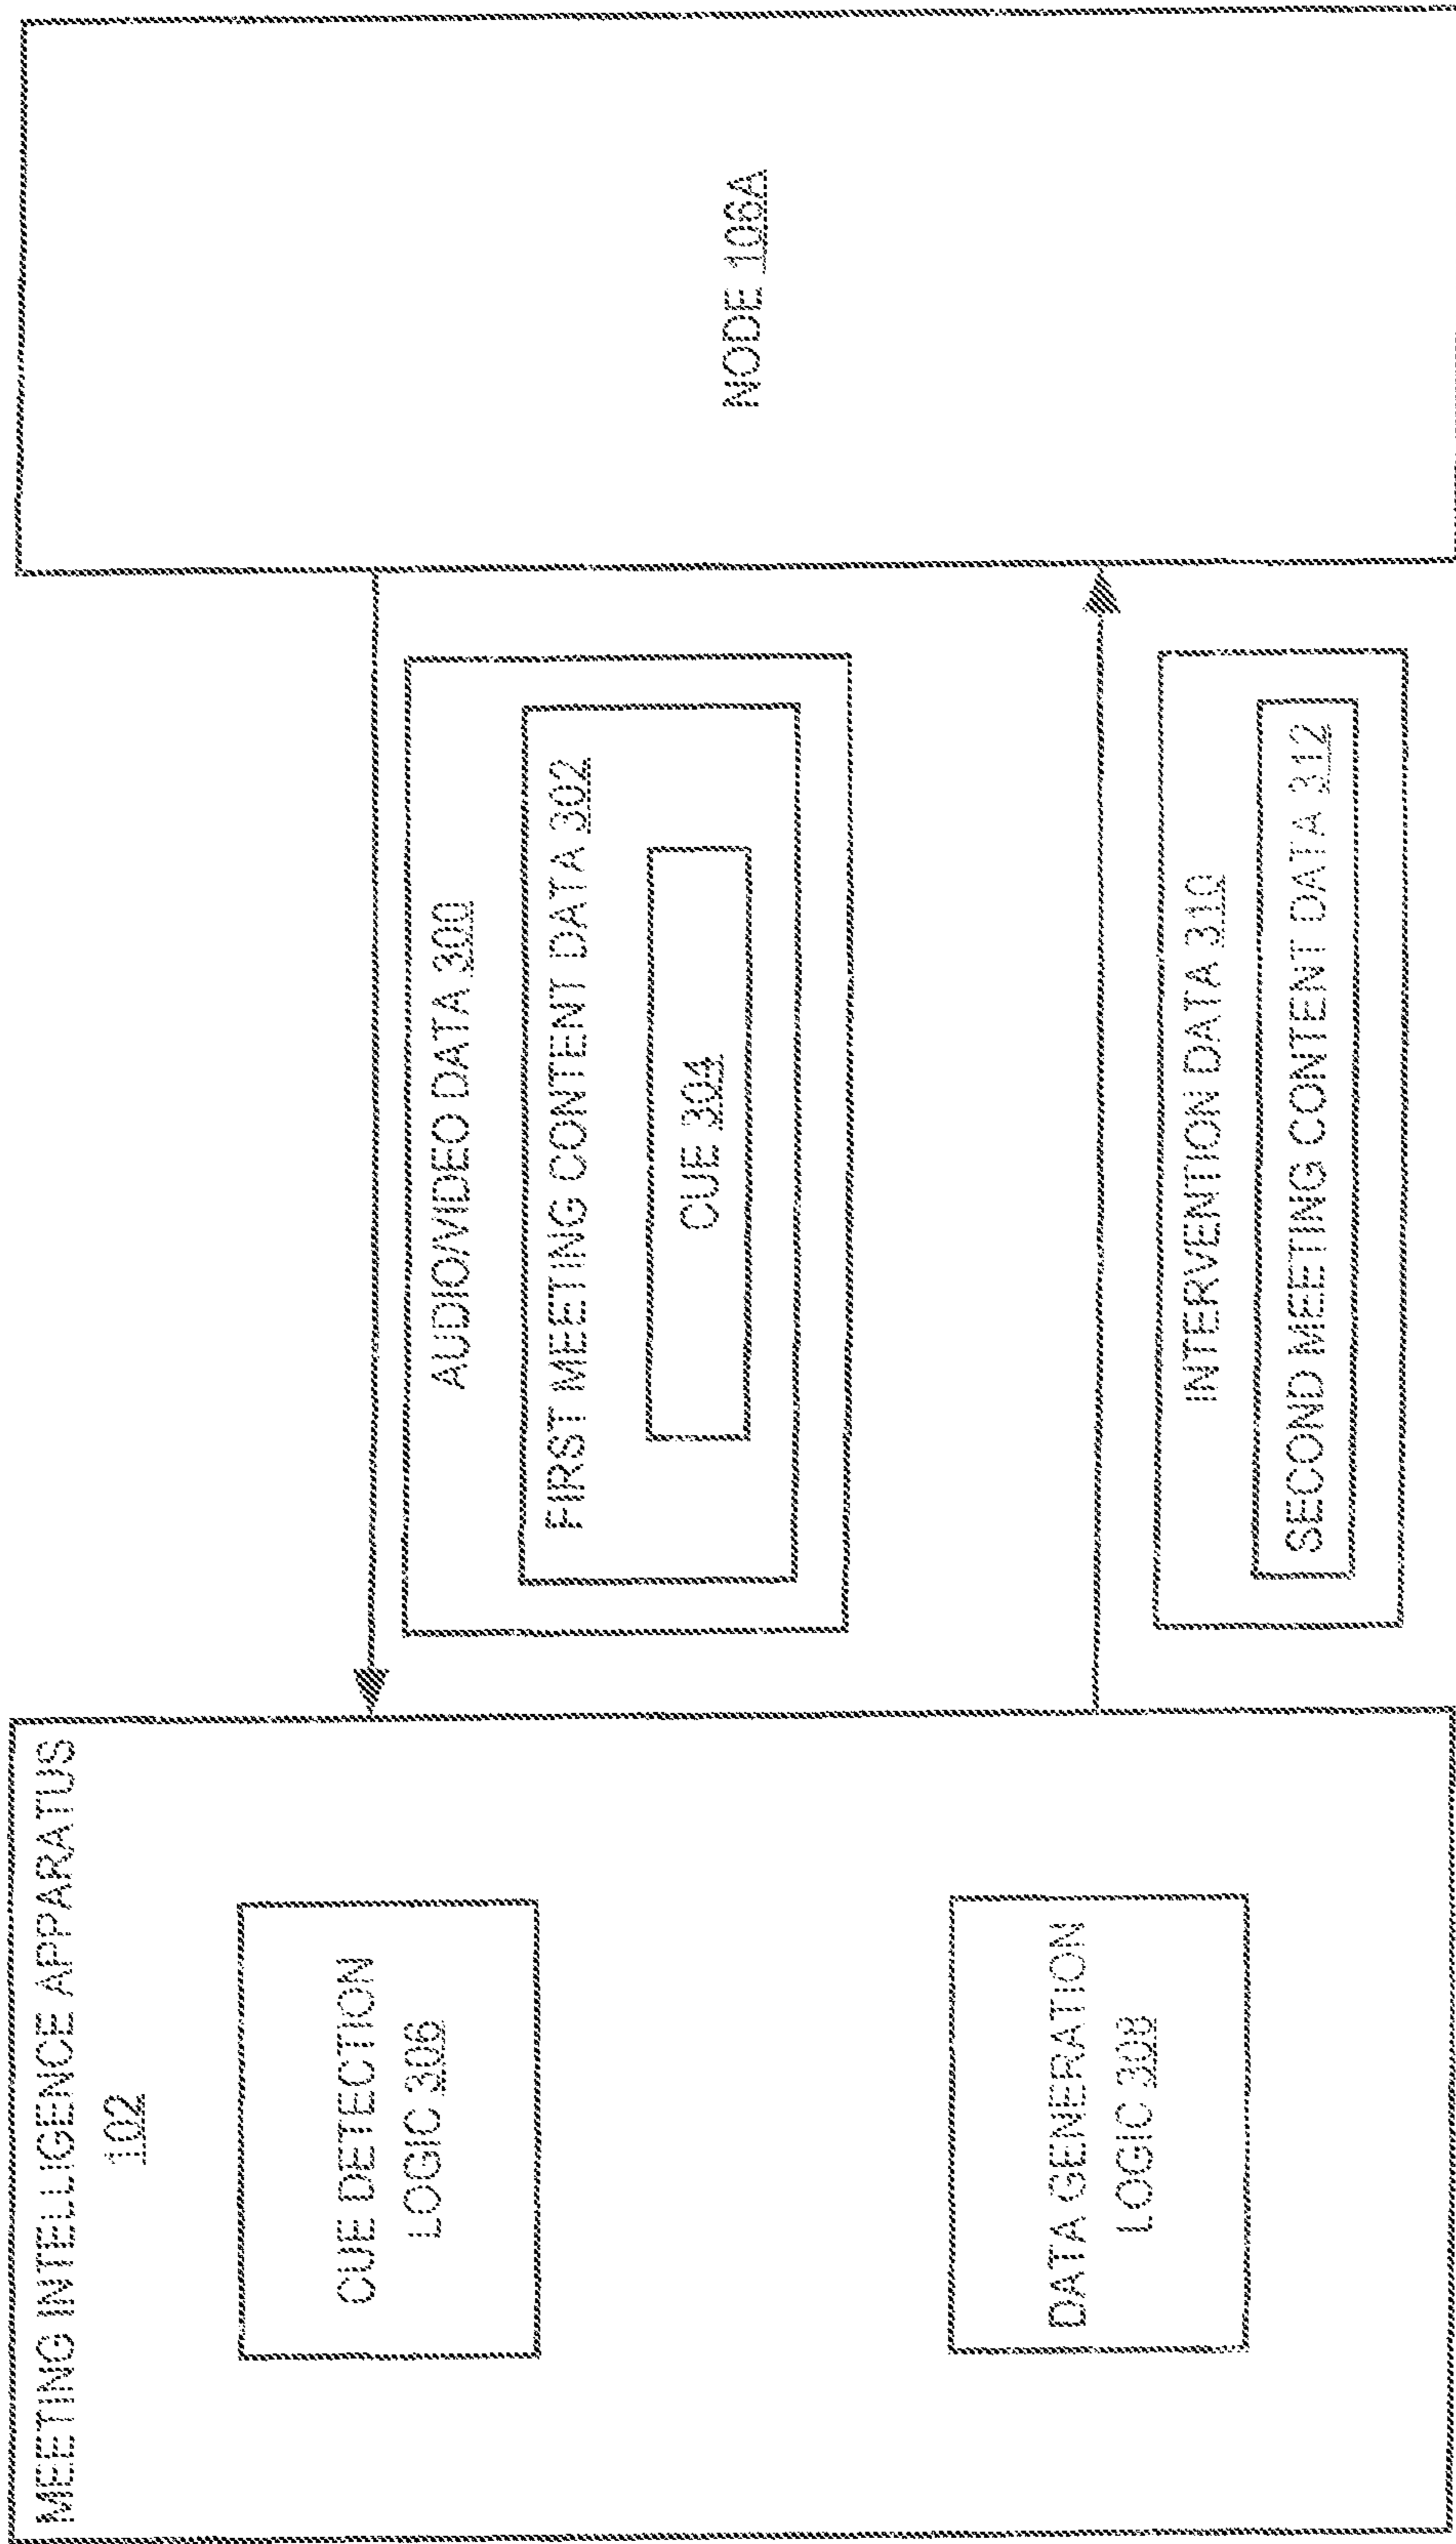 MEETING INTELLIGENCE APPARATUS
102
CUE DETECTION
LOGIC 306
DATA GENERATION
LOGIC 308
AUDIO/VIDEO DATA 300
FIRST MEETING CONTENT DATA 302
CUE 304
INTERVENTION DATA 310
SECOND MEETING CONTENT DATA 312
NODE 106A